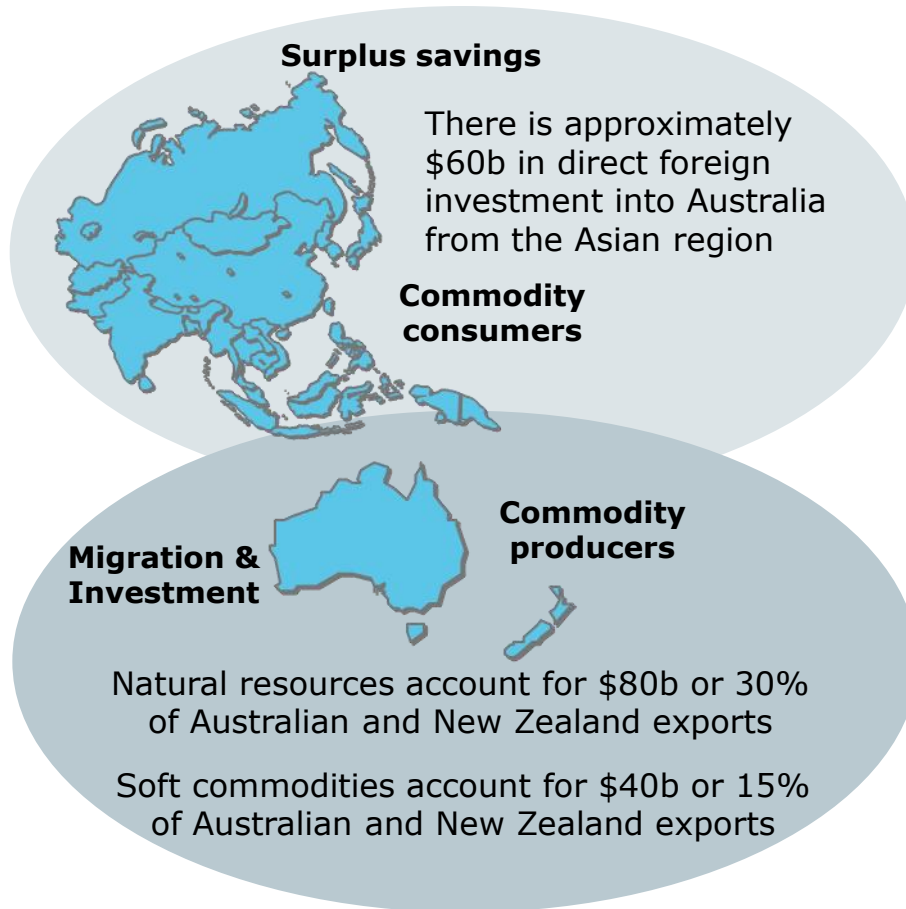 Surplus savings
There is approximately
$60b in direct foreign
investment into Australia
from the Asian region
Commodity
consumers
Commodity
producers
Migration &
Investment
Natural resources account for $80b or 30%
of Australian and New Zealand exports
Soft commodities account for $40b or 15%
of Australian and New Zealand exports